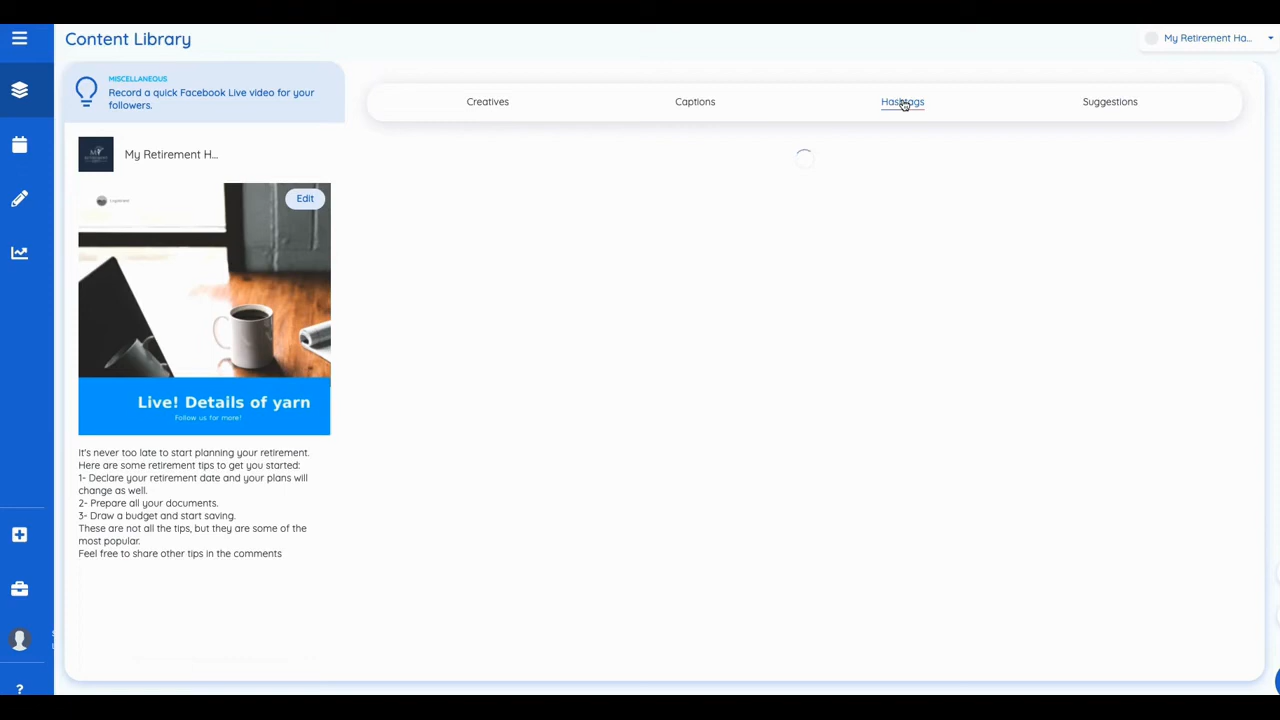 Content Library
My Retirement Ha...
MISCELLANEOUS
Record a quick Facebook Live video for your
followers.
Creatives
Captions
Hashtags
Suggestions
My Retirement H...
Edit
Live! Details of yarn
Follow us for more!
It's never too late to start planning your retirement.
Here are some retirement tips to get you started:
1- Declare your retirement date and your plans will
change as well.
2- Prepare all your documents.
3- Draw a budget and start saving.
These are not all the tips, but they are some of the
most popular.
Feel free to share other tips in the comments
?